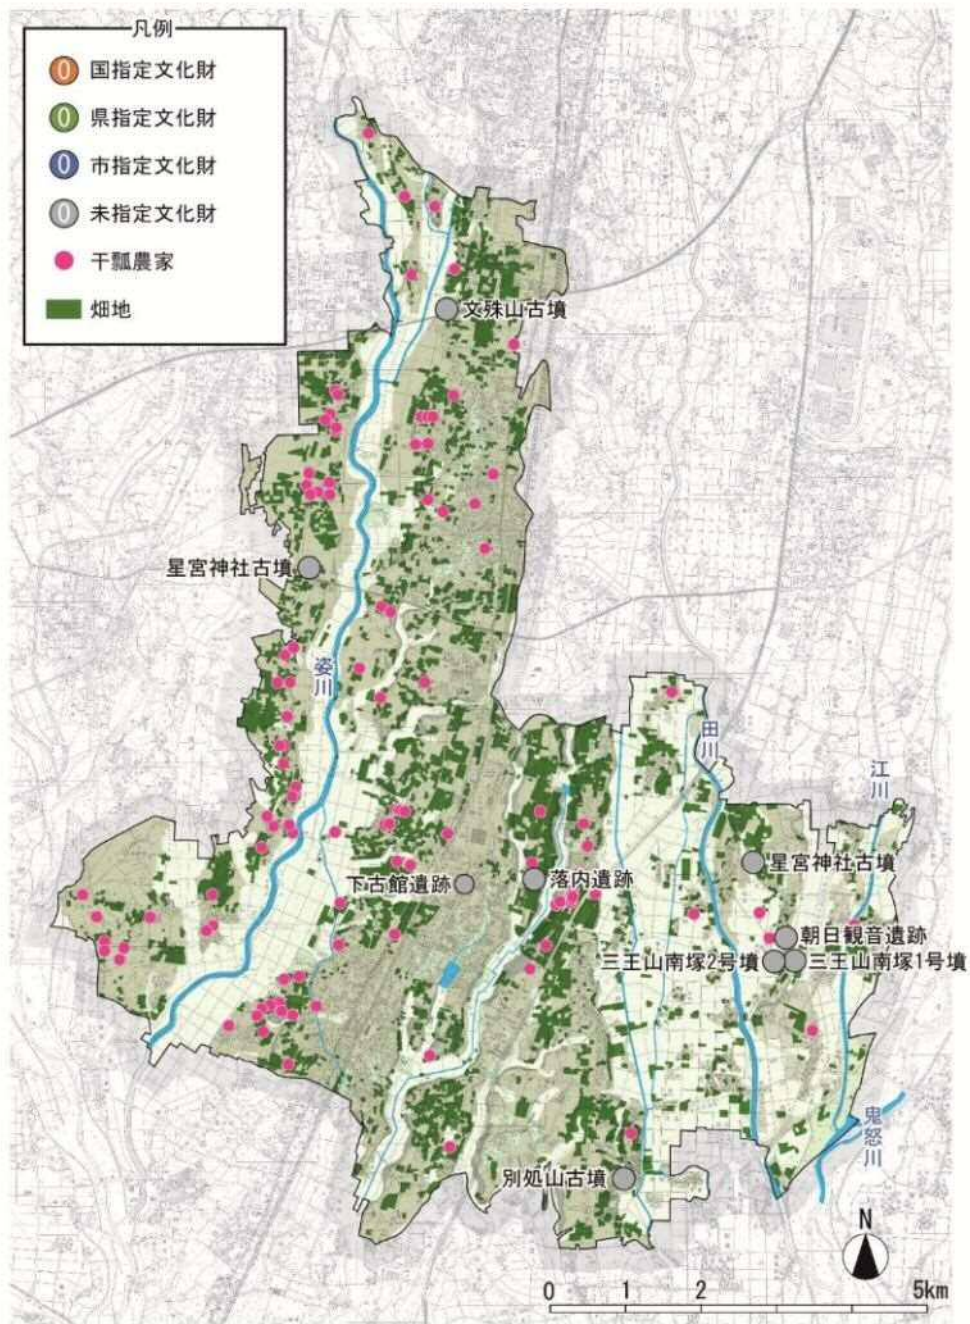 凡例
0 国指定文化財
0 県指定文化財
0 市指定文化財
0 未指定文化財
干瓢農家
畑地
文殊山古墳
星宮神社古墳
姿川
田川
江川
星宮神社古墳
下古館遺跡
落内遺跡
朝日観音遺跡
三王山南塚2号墳
三王山南塚1号墳
鬼怒川
別処山古墳
N
0 1 2 5km